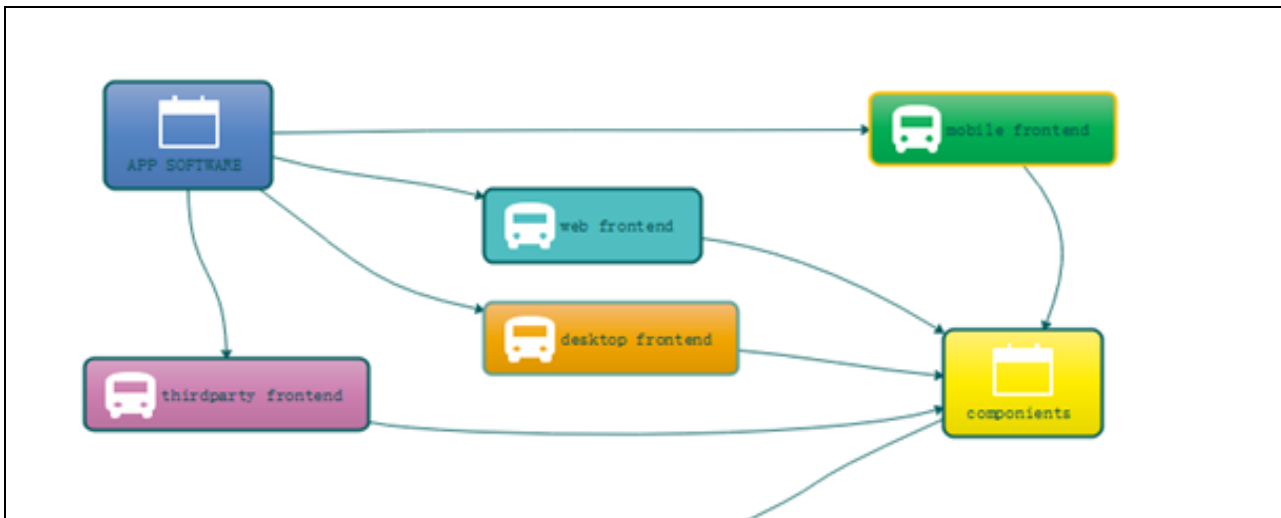 APP SOFTWARE
mobile frontend
web frontend
desktop frontend
thirdparty frontend
componients